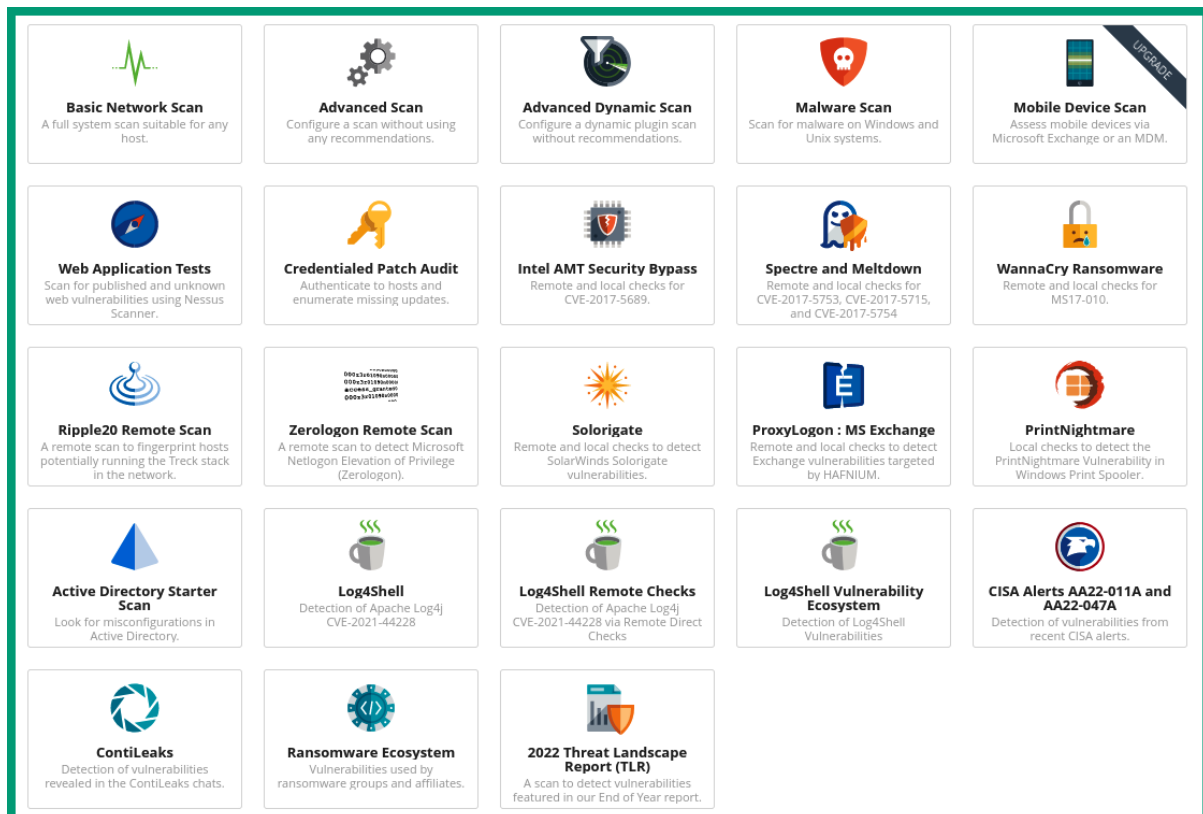 UPGRADE
Basic Network Scan
A full system scan suitable for any
host.
Advanced Scan
Configure a scan without using
any recommendations.
Advanced Dynamic Scan
Configure a dynamic plugin scan
without recommendations.
Malware Scan
Scan for malware on Windows and
Unix systems.
Mobile Device Scan
Assess mobile devices via
Microsoft Exchange or an MDM.
Web Application Tests
Scan for published and unknown
web vulnerabilities using Nessus
Scanner.
Credentialed Patch Audit
Authenticate to hosts and
enumerate missing updates.
Intel AMT Security Bypass
Remote and local checks for
CVE-2017-5689.
Spectre and Meltdown
Remote and local checks for
CVE-2017-5753, CVE-2017-5715,
and CVE-2017-5754
WannaCry Ransomware
Remote and local checks for
MS17-010.
Ripple20 Remote Scan
A remote scan to fingerprint hosts
potentially running the Treck stack
in the network.
Zerologon Remote Scan
A remote scan to detect Microsoft
Netlogon Elevation of Privilege
(Zerologon).
Solorigate
Remote and local checks to detect
SolarWinds Solorigate
vulnerabilities.
E
ProxyLogon : MS Exchange
Remote and local checks to detect
Exchange vulnerabilities targeted
by HAFNIUM.
PrintNightmare
Local checks to detect the
PrintNightmare Vulnerability in
Windows Print Spooler.
Active Directory Starter
Scan
Look for misconfigurations in
Active Directory.
Log4Shell
Detection of Apache Log4j
CVE-2021-44228
Log4Shell Remote Checks
Detection of Apache Log4j
CVE-2021-44228 via Remote Direct
Checks
Log4Shell Vulnerability
Ecosystem
Detection of Log4Shell
Vulnerabilities
CISA Alerts AA22-011A and
AA22-047A
Detection of vulnerabilities from
recent CISA alerts.
ContiLeaks
Detection of vulnerabilities
revealed in the ContiLeaks chats.
</>
Ransomware Ecosystem
Vulnerabilities used by
ransomware groups and affiliates.
2022 Threat Landscape
Report (TLR)
A scan to detect vulnerabilities
featured in our End of Year report.